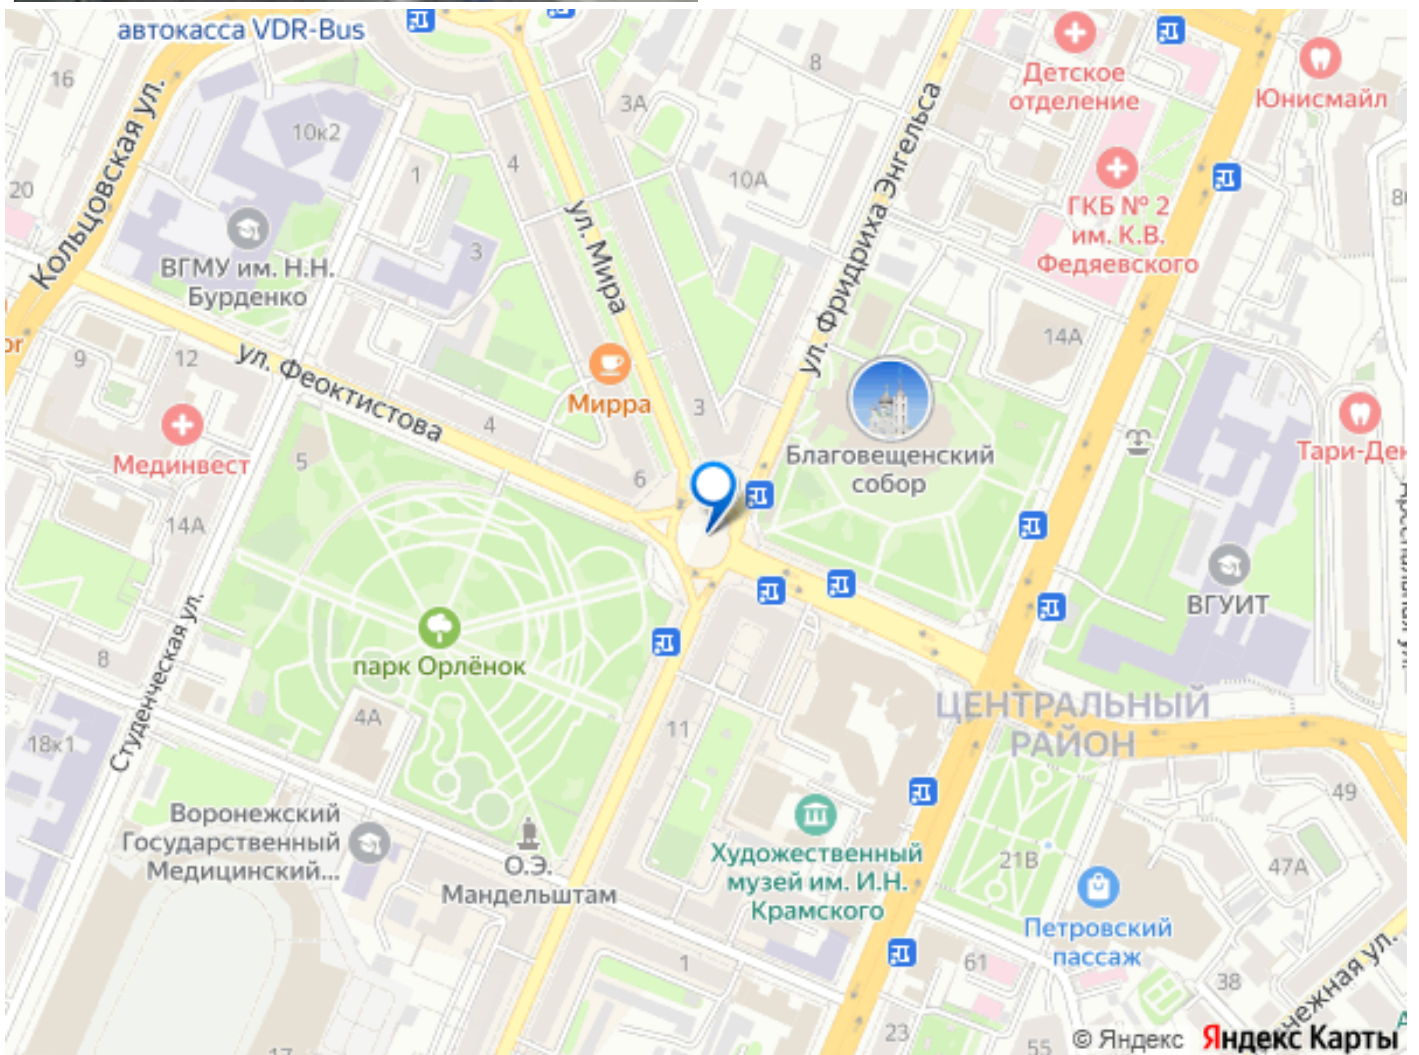 автокасса VDR-Bus
16
Кольцовская ул.
20
10к2
1
4
3А
8
10А
3
ул. Мира
ул. Фридриха Энгельса
Детское
отделение
Юнисмайл
ГКБ № 2
им. К.В.
Федяевского
ВГМУ им. Н.Н.
Бурденко
9
12
ул. Феоктистова
4
Мирра
3
14А
Мединвест
5
6
Благовещенский
собор
14А
Студенческая ул.
8
парк Орлёнок
4А
18к1
11
ВГУИТ
ЦЕНТРАЛЬНЫЙ
РАЙОН
Воронежский
Государственный
Медицинский...
О.Э.
Мандельштам
Художественный
музей им. И.Н.
Крамского
21В
49
47А
Петровский
пассаж
1
61
38
23
55
17
© Яндекс Яндекс Карты